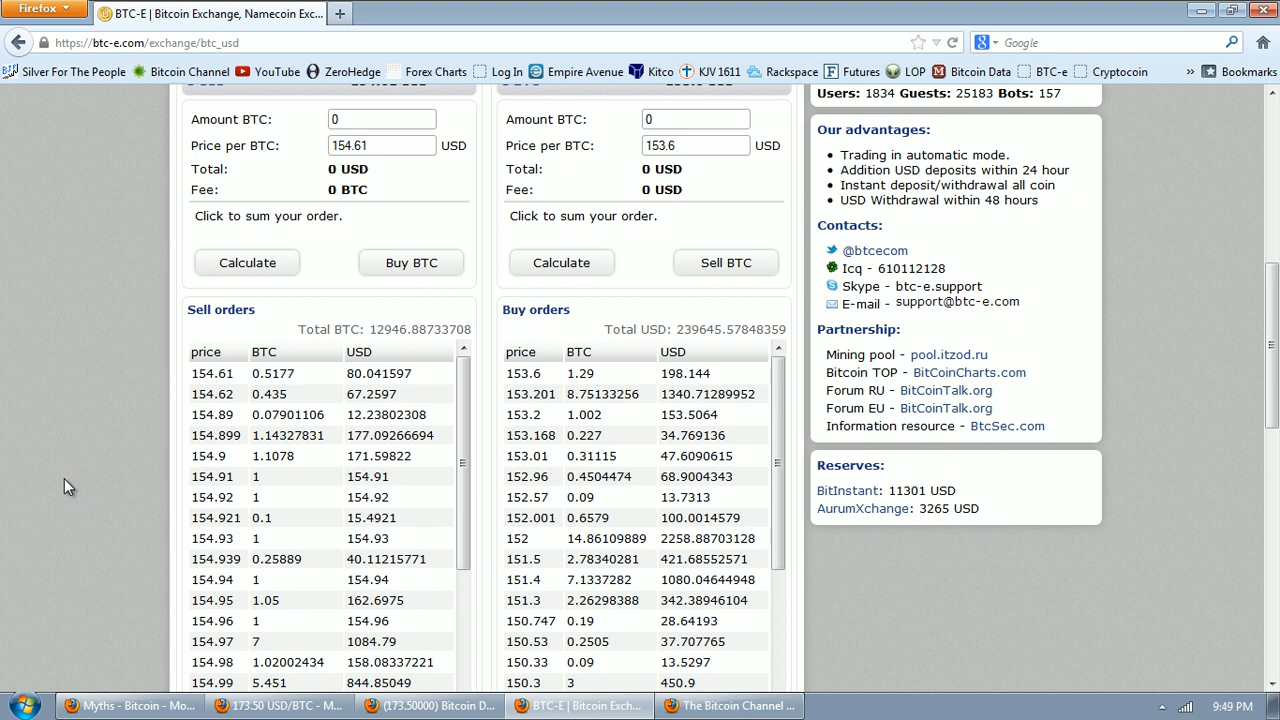 Firefox
BTC-E | Bitcoin Exchange, Namecoin Exc...
https://btc-e.com/exchange/btc_usd
Google
Silver For The People
Bitcoin Channel
YouTube
ZeroHedge
Forex Charts
Log In
Empire Avenue
Kitco
KJV 1611
Rackspace
Futures
LOP
Bitcoin Data
BTC-e
Cryptocoin
»
Bookmarks
Amount BTC: 0
Price per BTC: 154.61 USD
Total: 0 USD
Fee: 0 BTC
Click to sum your order.
Calculate
Buy BTC
Amount BTC: 0
Price per BTC: 153.6 USD
Total: 0 USD
Fee: 0 USD
Click to sum your order.
Calculate
Sell BTC
Sell orders
Total BTC: 12946.88733708
price BTC USD
154.61 0.5177 80.041597
154.62 0.435 67.2597
154.89 0.07901106 12.23802308
154.899 1.14327831 177.09266694
154.9 1.1078 171.59822
154.91 1 154.91
154.92 1 154.92
154.921 0.1 15.4921
154.93 1 154.93
154.939 0.25889 40.11215771
154.94 1 154.94
154.95 1.05 162.6975
154.96 1 154.96
154.97 7 1084.79
154.98 1.02002434 158.08337221
154.99 5.451 844.85049
Buy orders
Total USD: 239645.57848359
price BTC USD
153.6 1.29 198.144
153.201 8.75133256 1340.71289952
153.2 1.002 153.5064
153.168 0.227 34.769136
153.01 0.31115 47.6090615
152.96 0.4504474 68.9004343
152.57 0.09 13.7313
152.001 0.6579 100.0014579
152 14.86109889 2258.88703128
151.5 2.78340281 421.68552571
151.4 7.1337282 1080.04644948
151.3 2.26298388 342.38946104
150.747 0.19 28.64193
150.53 0.2505 37.707765
150.33 0.09 13.5297
150.3 3 450.9
Users: 1834 Guests: 25183 Bots: 157
Our advantages:
Trading in automatic mode.
Addition USD deposits within 24 hour
Instant deposit/withdrawal all coin
USD Withdrawal within 48 hours
Contacts:
@btcecom
Icq - 610112128
Skype - btc-e.support
E-mail - support@btc-e.com
Partnership:
Mining pool - pool.itzod.ru
Bitcoin TOP - BitCoinCharts.com
Forum RU - BitCoinTalk.org
Forum EU - BitCoinTalk.org
Information resource - BtcSec.com
Reserves:
BitInstant: 11301 USD
AurumXchange: 3265 USD
Myths - Bitcoin - Mo...
173.50 USD/BTC - M...
(173.50000) Bitcoin D...
BTC-E | Bitcoin Exch...
The Bitcoin Channel ...
9:49 PM